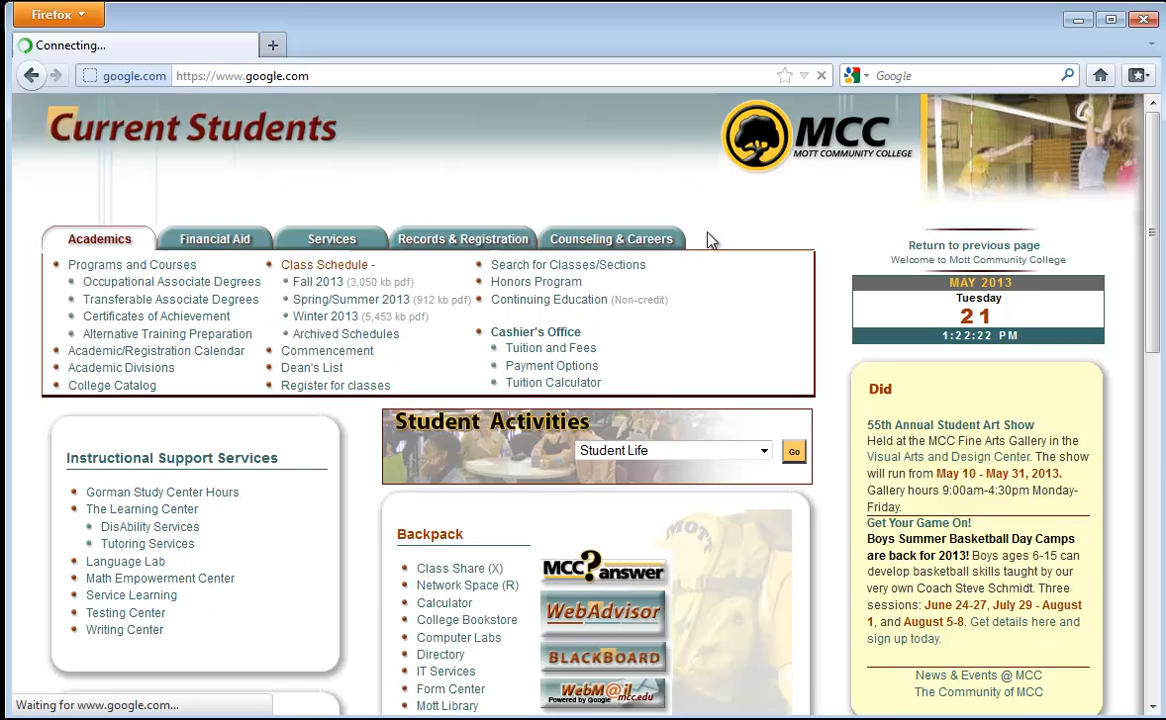 Firefox
Connecting...
google.com https://www.google.com
Google
Current Students
MCC
MOTT COMMUNITY COLLEGE
Academics
Financial Aid
Services
Records & Registration
Counseling & Careers
Programs and Courses
Occupational Associate Degrees
Transferable Associate Degrees
Certificates of Achievement
Alternative Training Preparation
Academic/Registration Calendar
Academic Divisions
College Catalog
Class Schedule -
Fall 2013 (3,050 kb pdf)
Spring/Summer 2013 (912 kb pdf)
Winter 2013 (5,453 kb pdf)
Archived Schedules
Commencement
Dean's List
Register for classes
Search for Classes/Sections
Honors Program
Continuing Education (Non-credit)
Cashier's Office
Tuition and Fees
Payment Options
Tuition Calculator
Return to previous page
Welcome to Mott Community College
MAY 2013
Tuesday
21
1:22:22 PM
Instructional Support Services
Gorman Study Center Hours
The Learning Center
DisAbility Services
Tutoring Services
Language Lab
Math Empowerment Center
Service Learning
Testing Center
Writing Center
Student Activities
Student Life
Go
Backpack
Class Share (X)
Network Space (R)
Calculator
College Bookstore
Computer Labs
Directory
IT Services
Form Center
Mott Library
MCC?answer
WebAdvisor
BLACKBOARD
WebM@il
Powered by Google mcc.edu
MOTT
Did
55th Annual Student Art Show
Held at the MCC Fine Arts Gallery in the
Visual Arts and Design Center. The show
will run from May 10 - May 31, 2013.
Gallery hours 9:00am-4:30pm Monday-
Friday.
Get Your Game On!
Boys Summer Basketball Day Camps
are back for 2013! Boys ages 6-15 can
develop basketball skills taught by our
very own Coach Steve Schmidt. Three
sessions: June 24-27, July 29 - August
1, and August 5-8. Get details here and
sign up today.
News & Events @ MCC
The Community of MCC
Waiting for www.google.com...